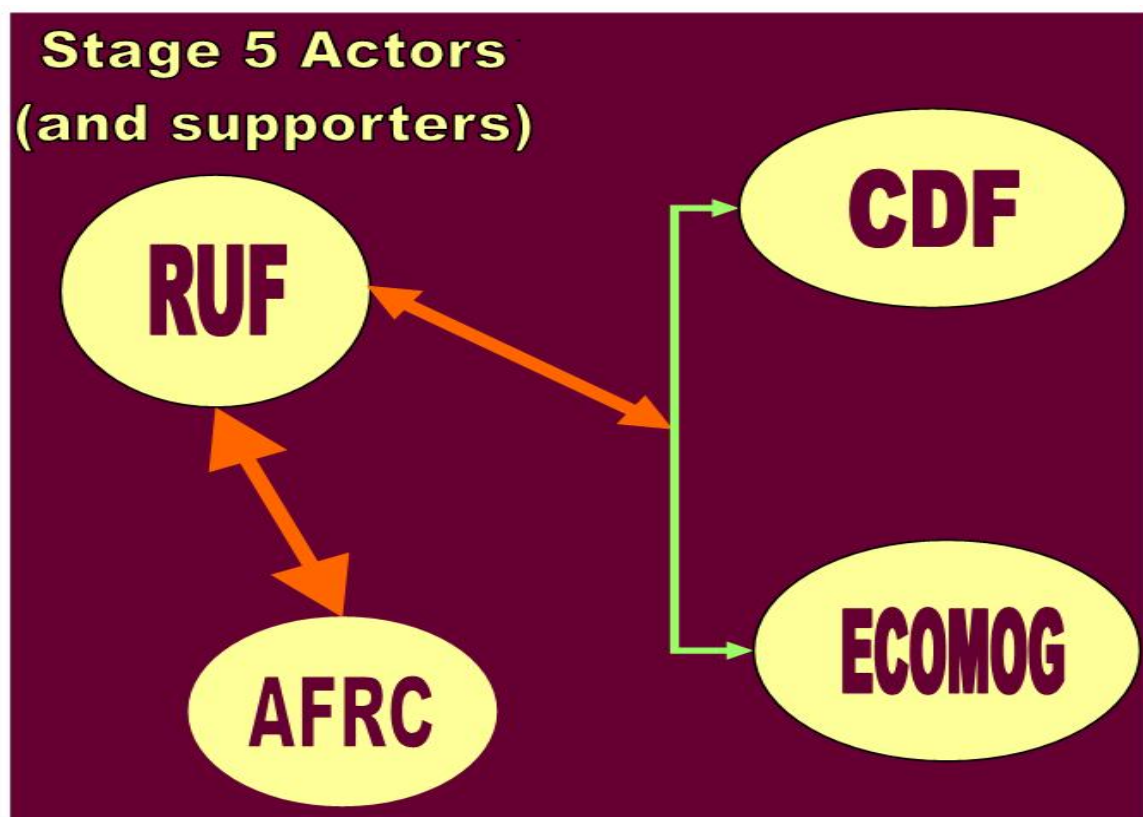 Stage 5 Actors
(and supporters)
CDF
RUF
ECOMOG
AFRC